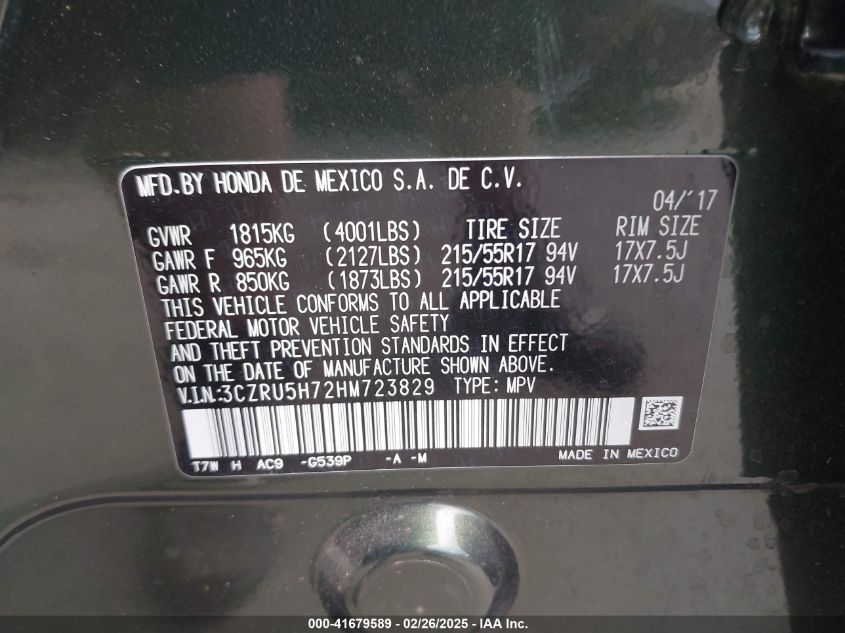 MFD.BY HONDA DE MEXICO S.A. DE C.V.
04/'17
GVWR 1815KG (4001LBS) TIRE SIZE RIM SIZE
GAWR F 965KG (2127LBS) 215/55R17 94V 17X7.5J
GAWR R 850KG (1873LBS) 215/55R17 94V 17X7.5J
THIS VEHICLE CONFORMS TO ALL APPLICABLE
FEDERAL MOTOR VEHICLE SAFETY
AND THEFT PREVENTION STANDARDS IN EFFECT
ON THE DATE OF MANUFACTURE SHOWN ABOVE.
V.I.N:3CZRU5H72HM723829 TYPE: MPV
T7W H AC9 -G539P -A -M MADE IN MEXICO
000-41679589 - 02/26/2025 - IAA Inc.